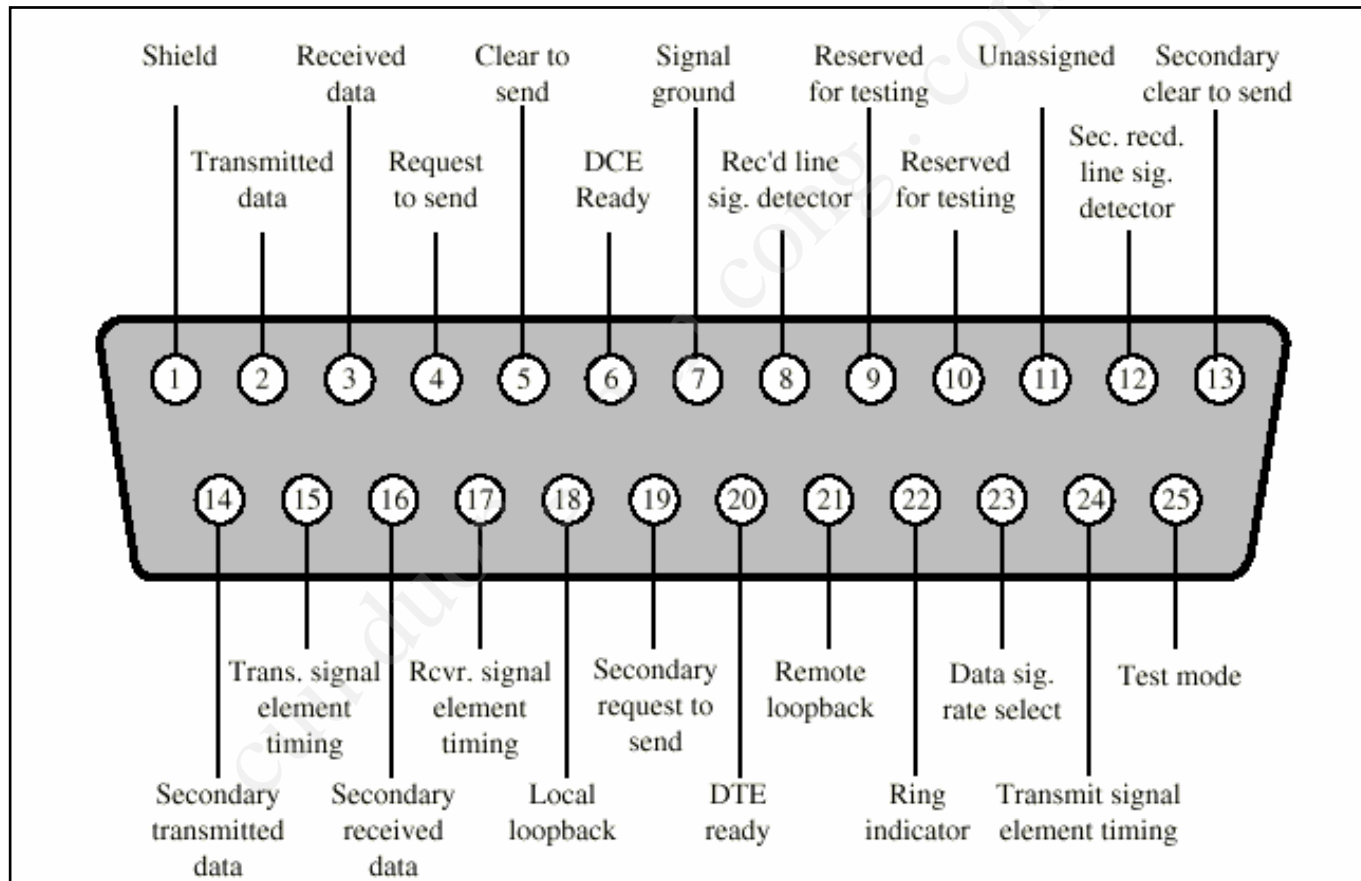 Shield
Received
data
Clear to
send
Signal
ground
Reserved
for testing
Unassigned
Secondary
clear to send
Transmitted
data
Request
to send
DCE
Ready
Rec'd line
sig. detector
Reserved
for testing
Sec. recd.
line sig.
detector
1 2 3 4 5 6 7 8 9 10 11 12 13
14 15 16 17 18 19 20 21 22 23 24 25
Trans. signal
element
timing
Rcvr. signal
element
timing
Secondary
request to
send
Remote
loopback
Data sig.
rate select
Test mode
Secondary
transmitted
data
Secondary
received
data
Local
loopback
DTE
ready
Ring
indicator
Transmit signal
element timing